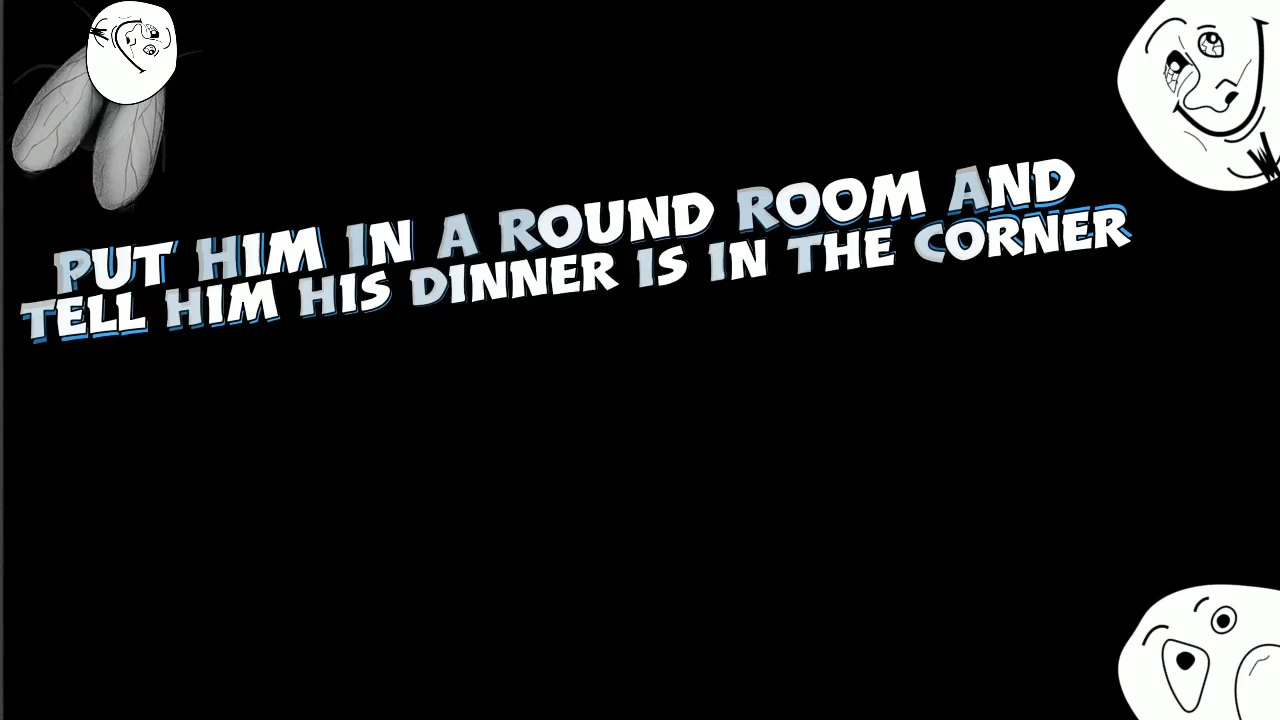 Put Him In A Round Room And
Tell Him His Dinner Is In The Corner